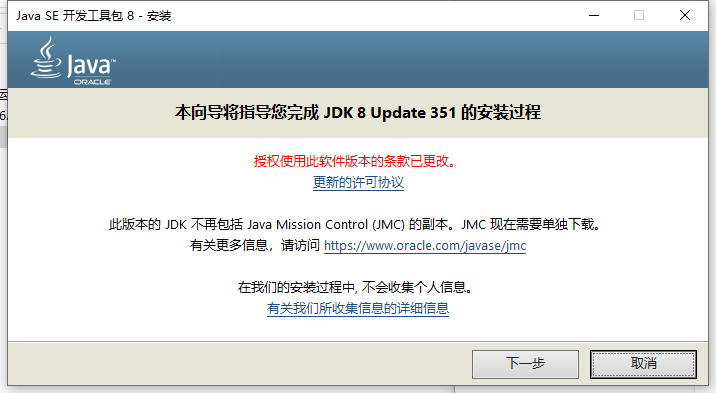 Java SE 开发工具包 8 - 安装
Java™
ORACLE
本向导将指导您完成 JDK 8 Update 351 的安装过程
授权使用此软件版本的条款已更改。
更新的许可协议
此版本的 JDK 不再包括 Java Mission Control (JMC) 的副本。JMC 现在需要单独下载。
有关更多信息，请访问 https://www.oracle.com/javase/jmc
在我们的安装过程中, 不会收集个人信息。
有关我们所收集信息的详细信息
下一步 取消